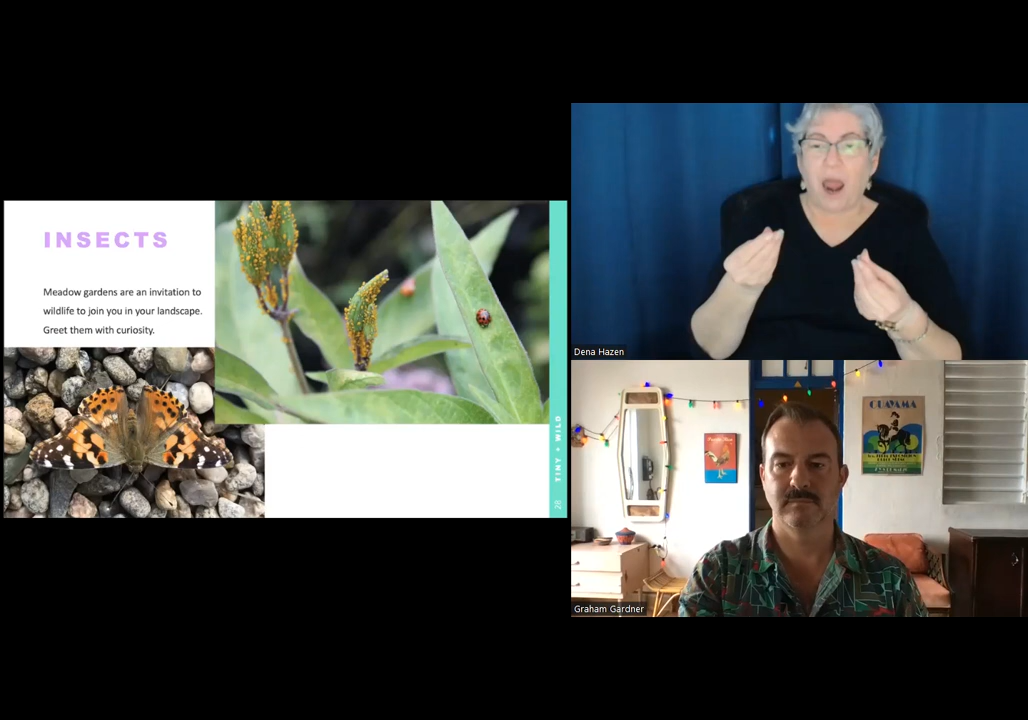 INSECTS
Meadow gardens are an invitation to
wildlife to join you in your landscape.
Greet them with curiosity.
TINY + WILD
28
Dena Hazen
GUAYAMA
Graham Gardner